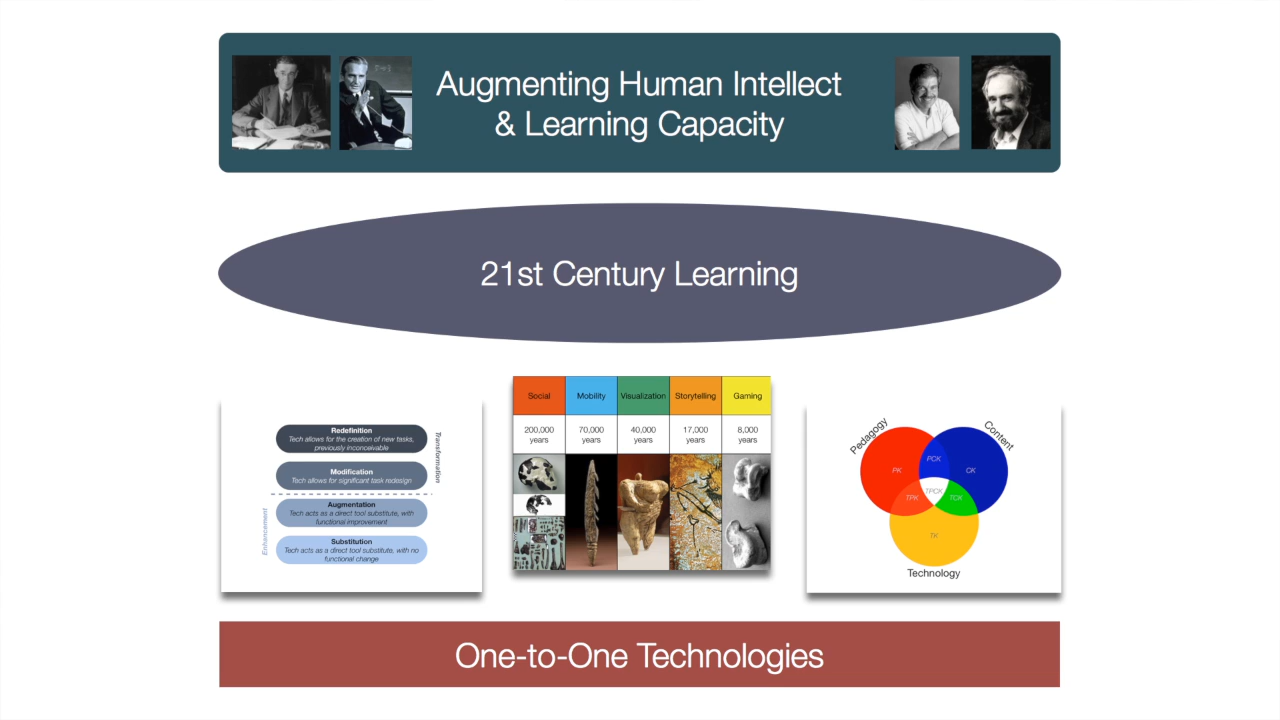 Augmenting Human Intellect
& Learning Capacity
21st Century Learning
Redefinition
Tech allows for the creation of new tasks,
previously inconceivable
Modification
Tech allows for significant task redesign
Transformation
Augmentation
Tech acts as a direct tool substitute, with
functional improvement
Substitution
Tech acts as a direct tool substitute, with no
functional change
Enhancement
Social Mobility Visualization Storytelling Gaming
200,000 70,000 40,000 17,000 8,000
years years years years years
Pedagogy
Content
PCK
PK
CK
TPCK
TPK
TCK
TK
Technology
One-to-One Technologies